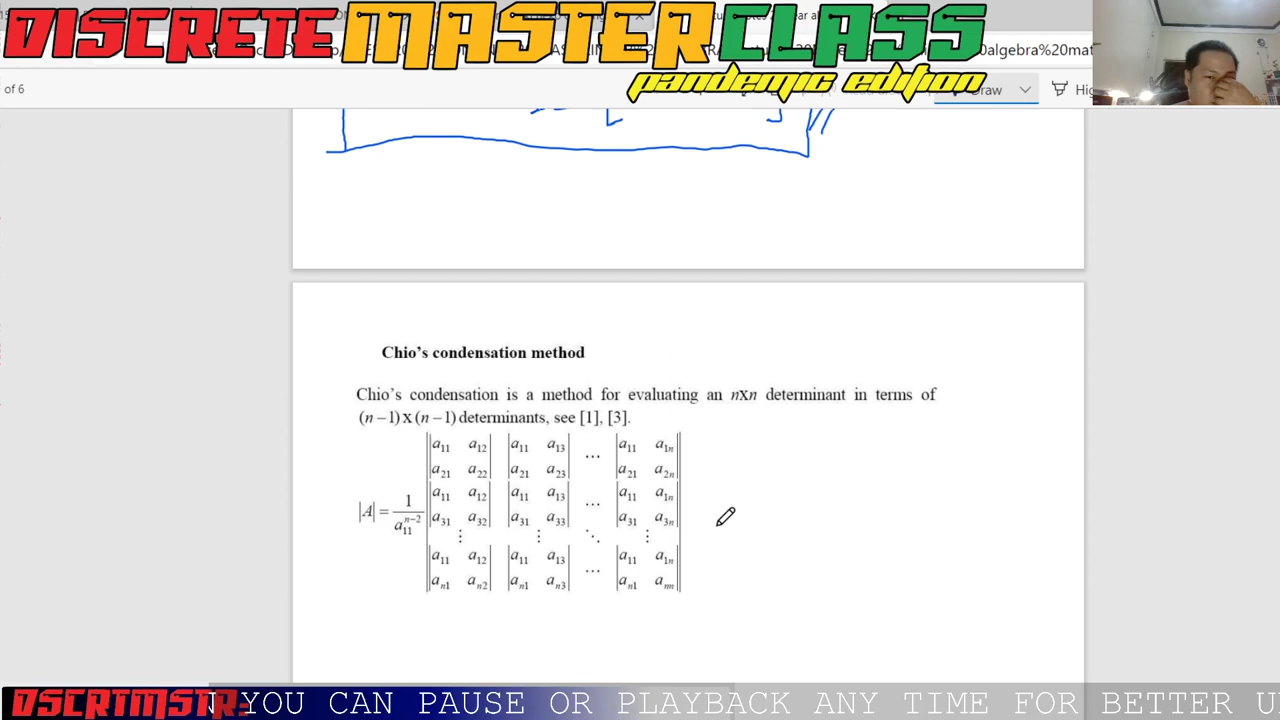 DISCRETE MASTERCLASS
pandemic edition
0algebra%20mat
of 6
Draw
Hig
Chio's condensation method
Chio's condensation is a method for evaluating an nxn determinant in terms of
(n – 1) x (n – 1) determinants, see [1], [3].
a11 a12 a11 a13 ... a11 a1n
a21 a22 a21 a23 a21 a2n
a11 a12 a11 a13 ... a11 a1n
|A| = 1/a11^(n-2) a31 a32 a31 a33 a31 a3n
⋮ ⋮ ⋱ ⋮
a11 a12 a11 a13 ... a11 a1n
an1 an2 an1 an3 an1 ann
DSCRTMSTR
N YOU CAN PAUSE OR PLAYBACK ANY TIME FOR BETTER U